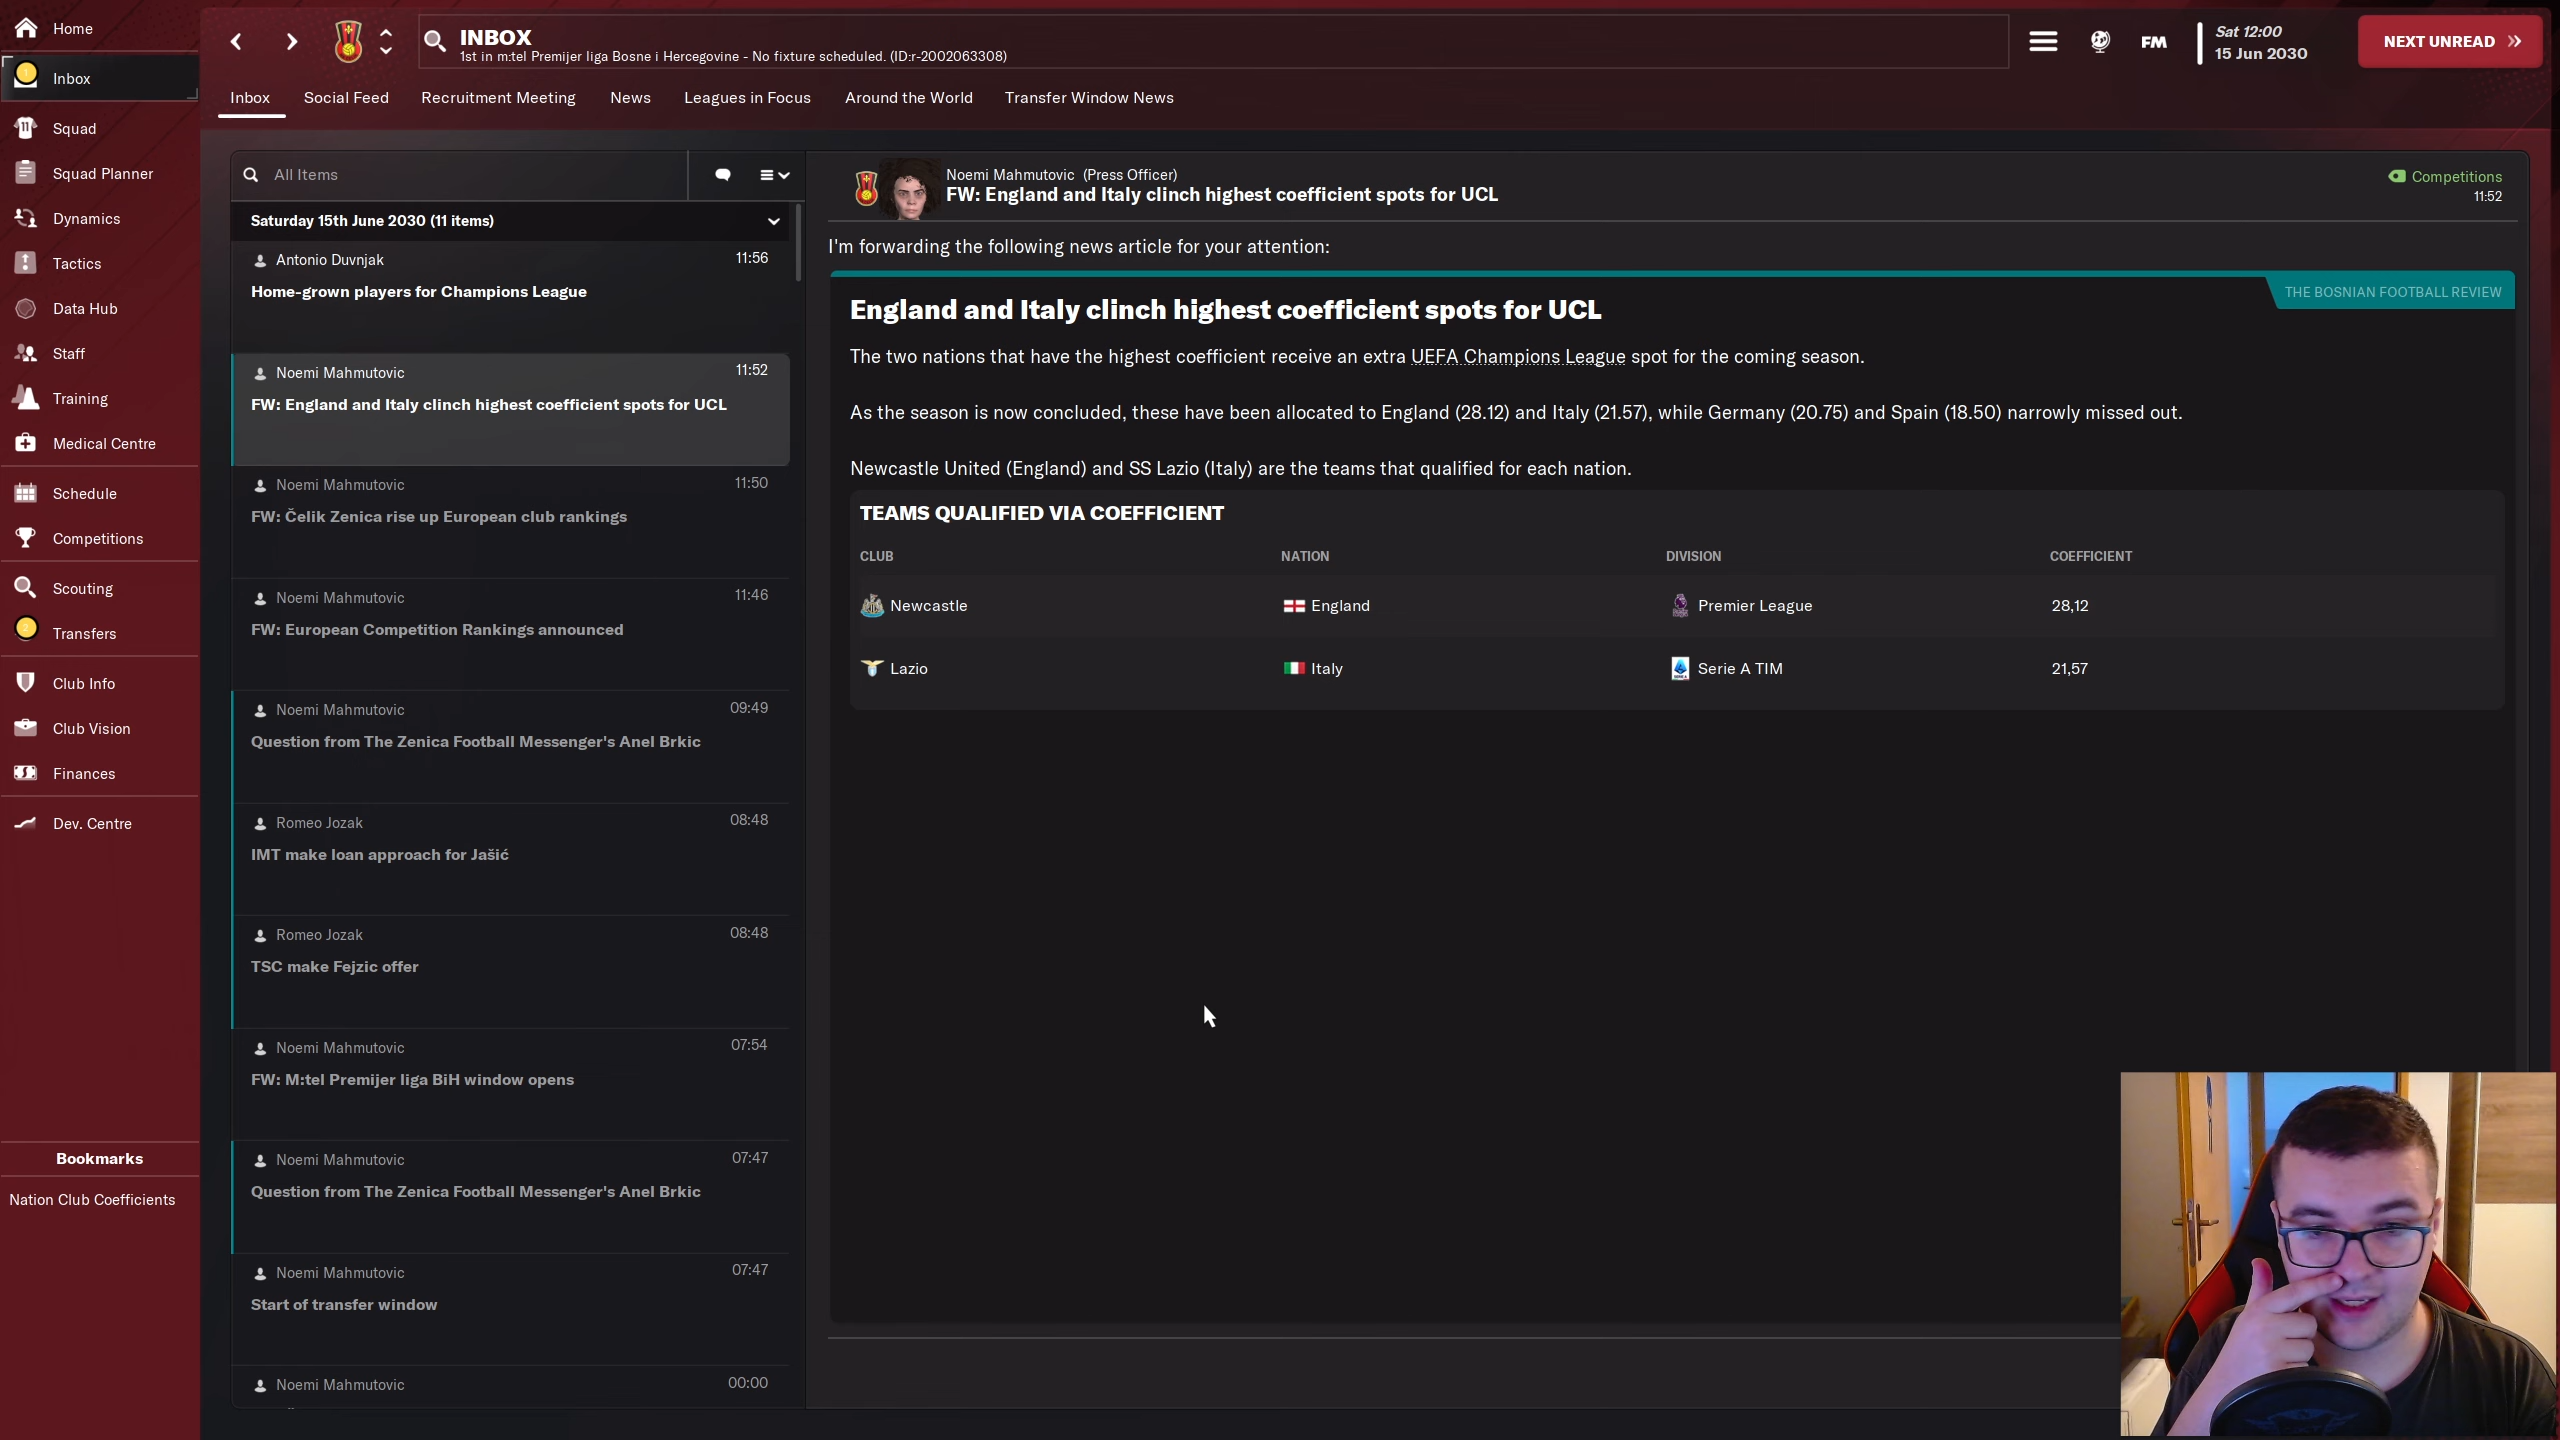 Home
Inbox
Squad
Squad Planner
Dynamics
Tactics
Data Hub
Staff
Training
Medical Centre
Schedule
Competitions
Scouting
Transfers
Club Info
Club Vision
Finances
Dev. Centre
Bookmarks
Nation Club Coefficients
INBOX
1st in m:tel Premijer liga Bosne i Hercegovine - No fixture scheduled. (ID:r-2002063308)
FM
Sat 12:00
15 Jun 2030
NEXT UNREAD
Inbox Social Feed Recruitment Meeting News Leagues in Focus Around the World Transfer Window News
All Items
Saturday 15th June 2030 (11 items)
Antonio Duvnjak 11:56
Home-grown players for Champions League
Noemi Mahmutovic 11:52
FW: England and Italy clinch highest coefficient spots for UCL
Noemi Mahmutovic 11:50
FW: Čelik Zenica rise up European club rankings
Noemi Mahmutovic 11:46
FW: European Competition Rankings announced
Noemi Mahmutovic 09:49
Question from The Zenica Football Messenger's Anel Brkic
Romeo Jozak 08:48
IMT make loan approach for Jašić
Romeo Jozak 08:48
TSC make Fejzic offer
Noemi Mahmutovic 07:54
FW: M:tel Premijer liga BiH window opens
Noemi Mahmutovic 07:47
Question from The Zenica Football Messenger's Anel Brkic
Noemi Mahmutovic 07:47
Start of transfer window
Noemi Mahmutovic 00:00
Noemi Mahmutovic (Press Officer)
FW: England and Italy clinch highest coefficient spots for UCL
Competitions
11:52
I'm forwarding the following news article for your attention:
THE BOSNIAN FOOTBALL REVIEW
England and Italy clinch highest coefficient spots for UCL
The two nations that have the highest coefficient receive an extra UEFA Champions League spot for the coming season.
As the season is now concluded, these have been allocated to England (28.12) and Italy (21.57), while Germany (20.75) and Spain (18.50) narrowly missed out.
Newcastle United (England) and SS Lazio (Italy) are the teams that qualified for each nation.
TEAMS QUALIFIED VIA COEFFICIENT
CLUB NATION DIVISION COEFFICIENT
Newcastle England Premier League 28,12
Lazio Italy Serie A TIM 21,57